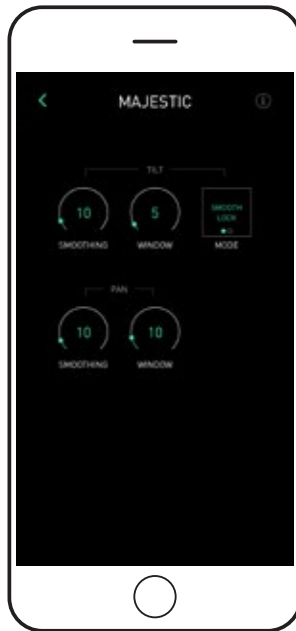 MAJESTIC
TILT
10
5
SMOOTH
LOCK
SMOOTHING
WINDOW
MODE
PAN
10
10
SMOOTHING
WINDOW